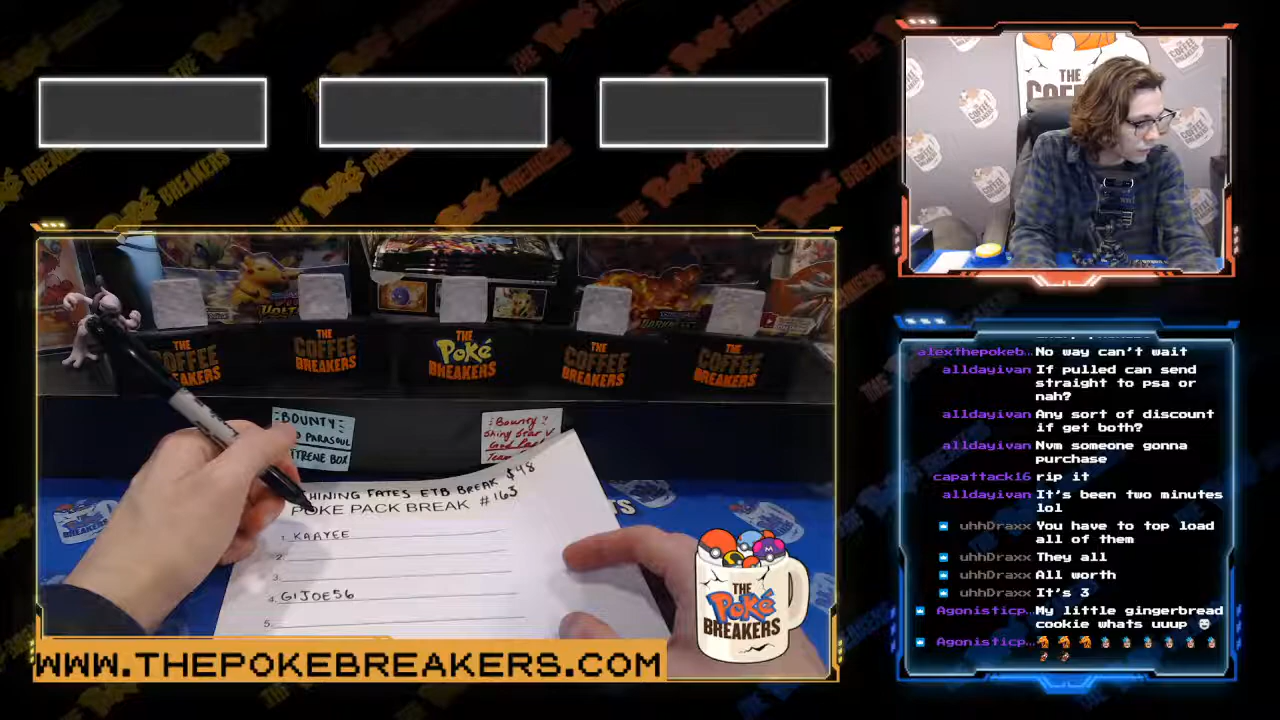 THE
THE
COFFEE
BREAKERS
THE
COFFEE
BREAKERS
THE
Poké
BREAKERS
THE
COFFEE
BREAKERS
THE
COFFEE
BREAKERS
BOUNTY
PARASOUL
BOX
Bounty
Shiny Star V
SHINING FATES ETB BREAK $48
POKE PACK BREAK #163
1. KAAYEE
2.
3.
4. GIJOE56
5.
THE
Poké
BREAKERS
WWW.THEPOKEBREAKERS.COM
alexthepokeb... No way can't wait
alldayivan If pulled can send
straight to psa or
nah?
alldayivan Any sort of discount
if get both?
alldayivan Nvm someone gonna
purchase
capattack16 rip it
alldayivan It's been two minutes
lol
uhhDraxx You have to top load
all of them
uhhDraxx They all
uhhDraxx All worth
uhhDraxx It's 3
Agonisticp... My little gingerbread
cookie whats uuup
Agonisticp...